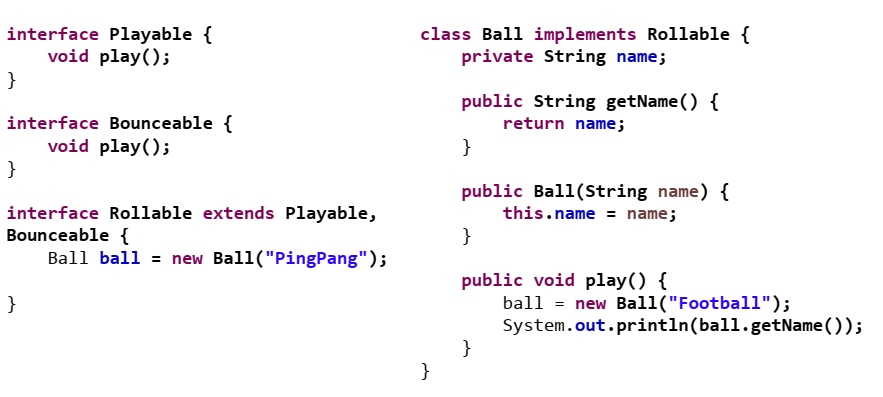 interface Playable {
    void play();
}
interface Bounceable {
    void play();
}
interface Rollable extends Playable,
Bounceable {
    Ball ball = new Ball("PingPang");
}
class Ball implements Rollable {
    private String name;
    public String getName() {
        return name;
    }
    public Ball(String name) {
        this.name = name;
    }
    public void play() {
        ball = new Ball("Football");
        System.out.println(ball.getName());
    }
}